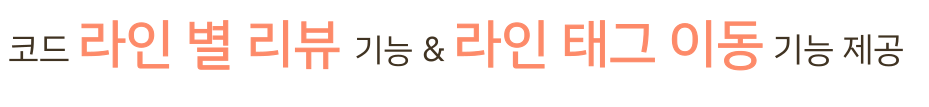 코드 라인 별 리뷰 기능 & 라인 태그 이동 기능 제공